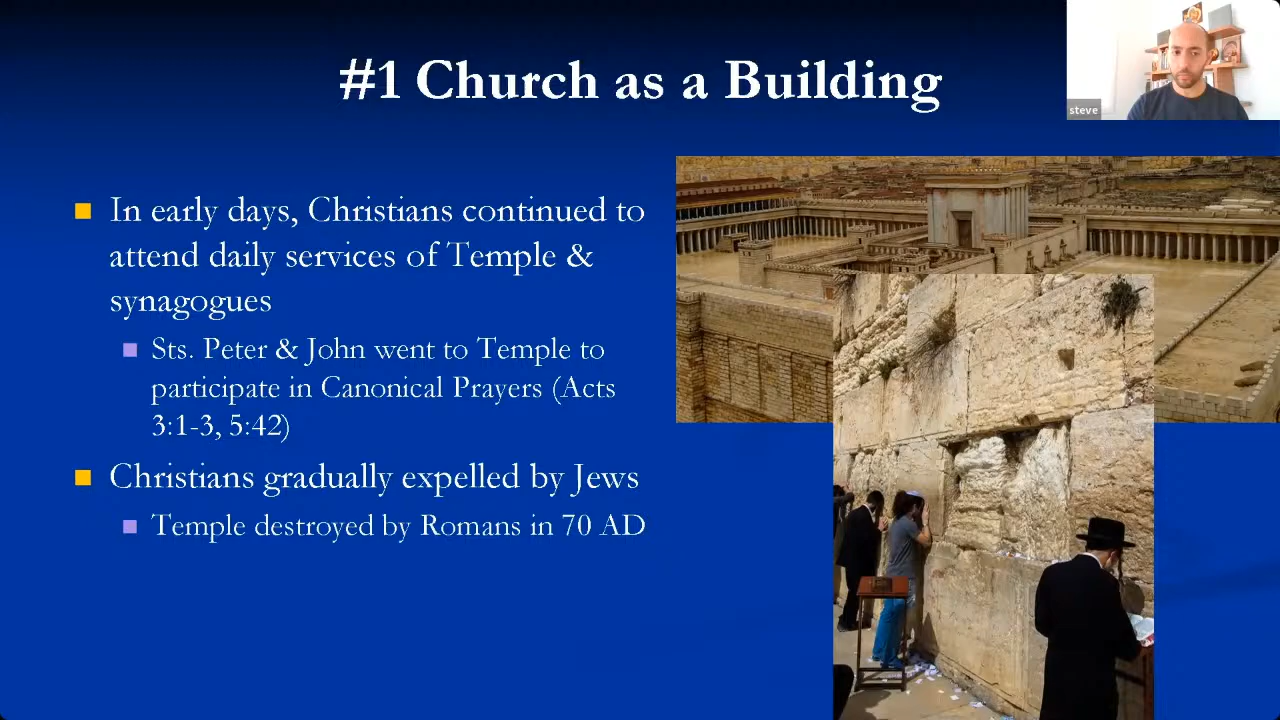 #1 Church as a Building
steve
In early days, Christians continued to
attend daily services of Temple &
synagogues
Sts. Peter & John went to Temple to
participate in Canonical Prayers (Acts
3:1-3, 5:42)
Christians gradually expelled by Jews
Temple destroyed by Romans in 70 AD